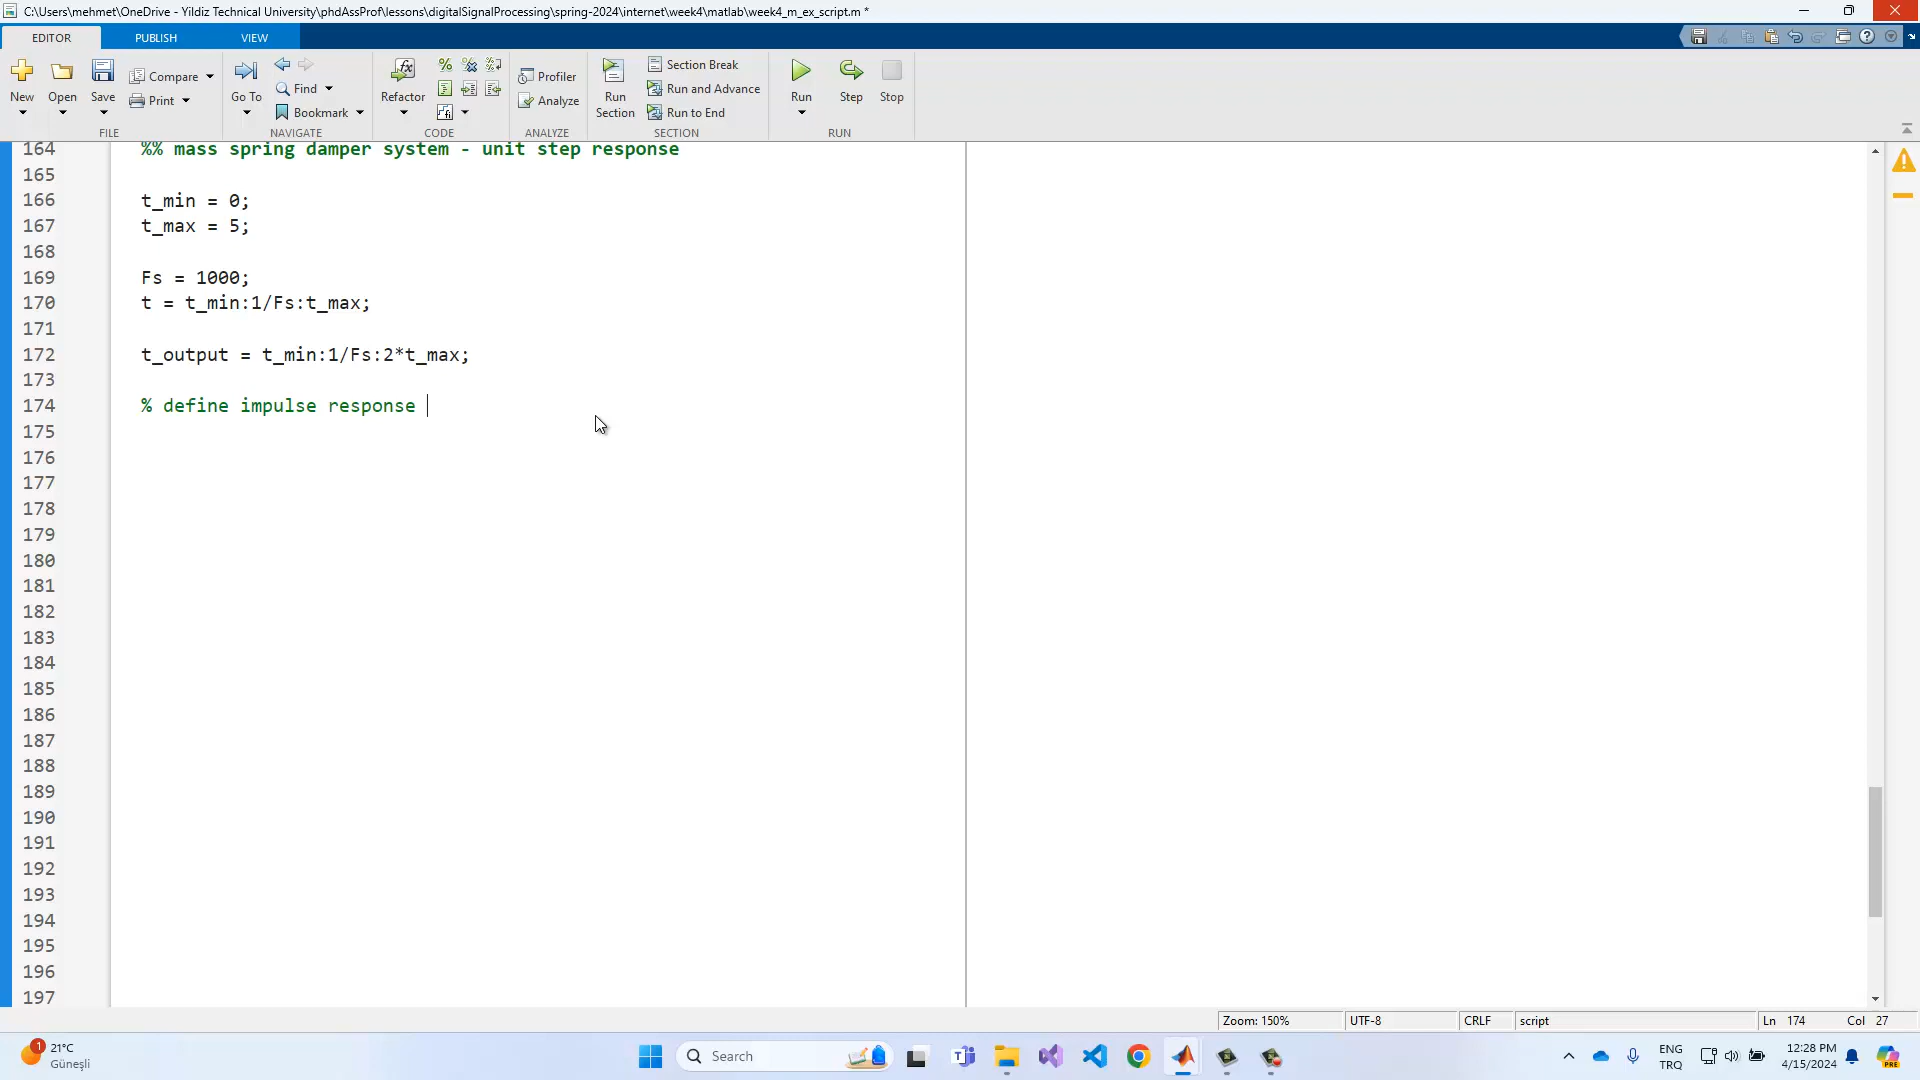 C:\Users\mehmet\OneDrive - Yildiz Technical University\phdAssProf\lessons\digitalSignalProcessing\spring-2024\internet\week4\matlab\week4_m_ex_script.m *
EDITOR PUBLISH VIEW
New Open Save Compare Print
FILE
Go To Find Bookmark
NAVIGATE
Refactor
CODE
Profiler Analyze
ANALYZE
Run Section Section Break Run and Advance Run to End
SECTION
Run Step Stop
RUN
164 %% mass spring damper system - unit step response
165
166 t_min = 0;
167 t_max = 5;
168
169 Fs = 1000;
170 t = t_min:1/Fs:t_max;
171
172 t_output = t_min:1/Fs:2*t_max;
173
174 % define impulse response
175
176
177
178
179
180
181
182
183
184
185
186
187
188
189
190
191
192
193
194
195
196
197
Zoom: 150% UTF-8 CRLF script Ln 174 Col 27
1 21°C
Güneşli
Search
ENG
TRQ
12:28 PM
4/15/2024
PRE